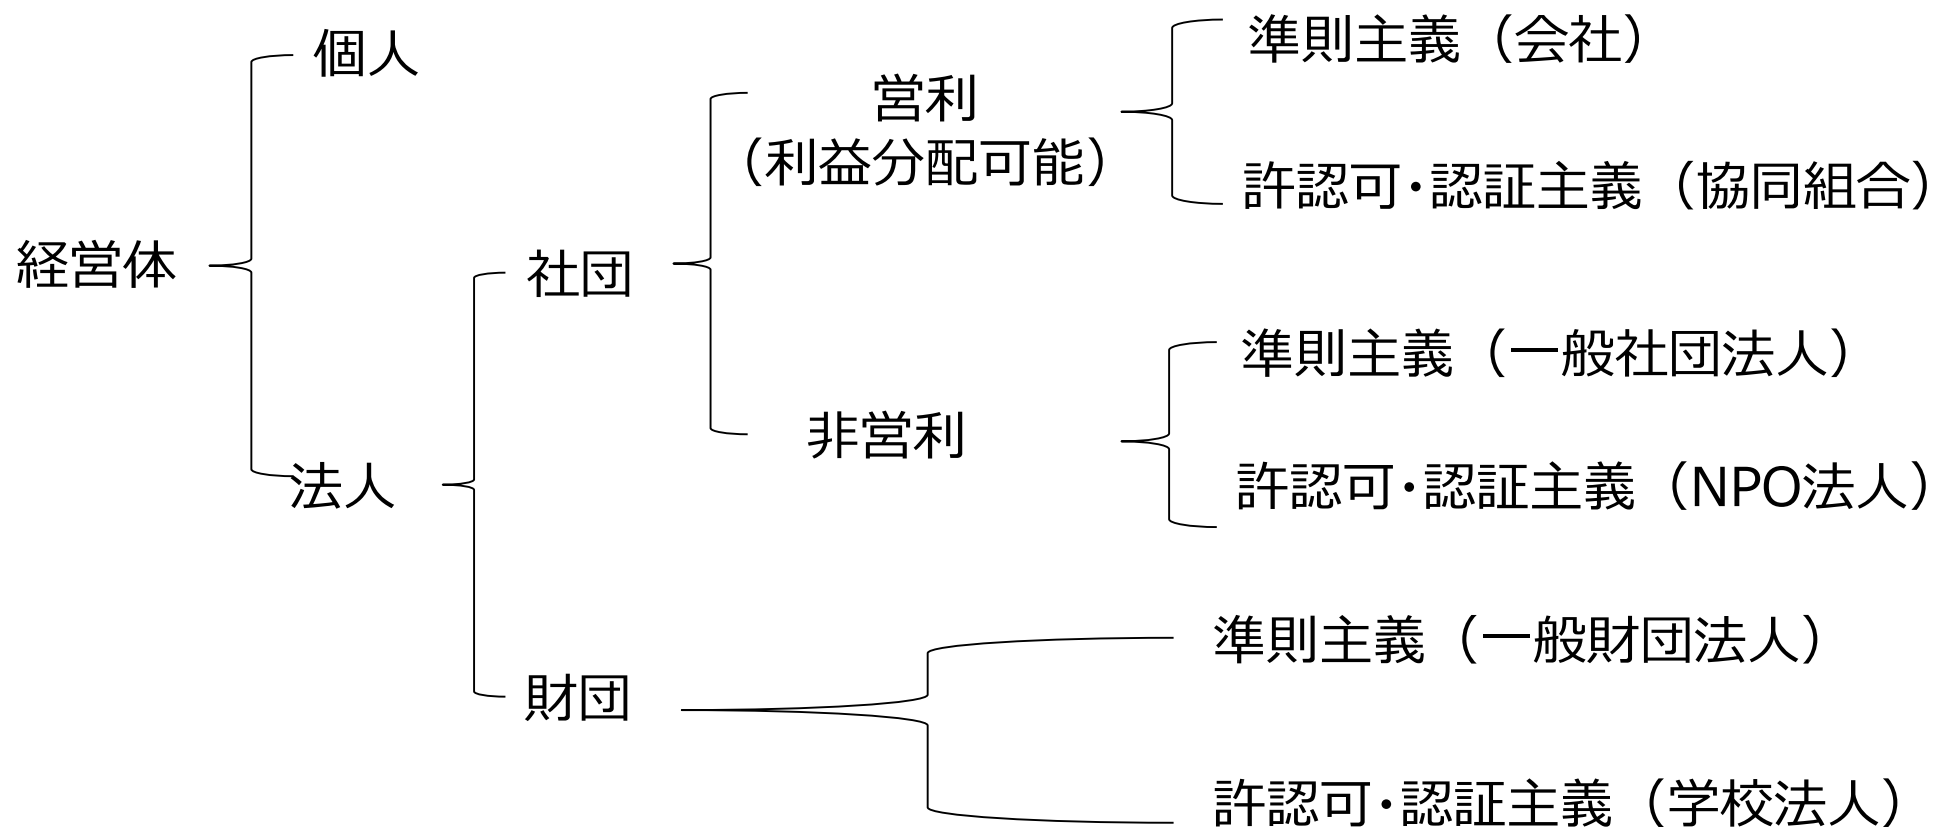 経営体
個人
法人
社団
財団
営利
（利益分配可能）
非営利
準則主義（会社）
許認可・認証主義（協同組合）
準則主義（一般社団法人）
許認可・認証主義（NPO法人）
準則主義（一般財団法人）
許認可・認証主義（学校法人）